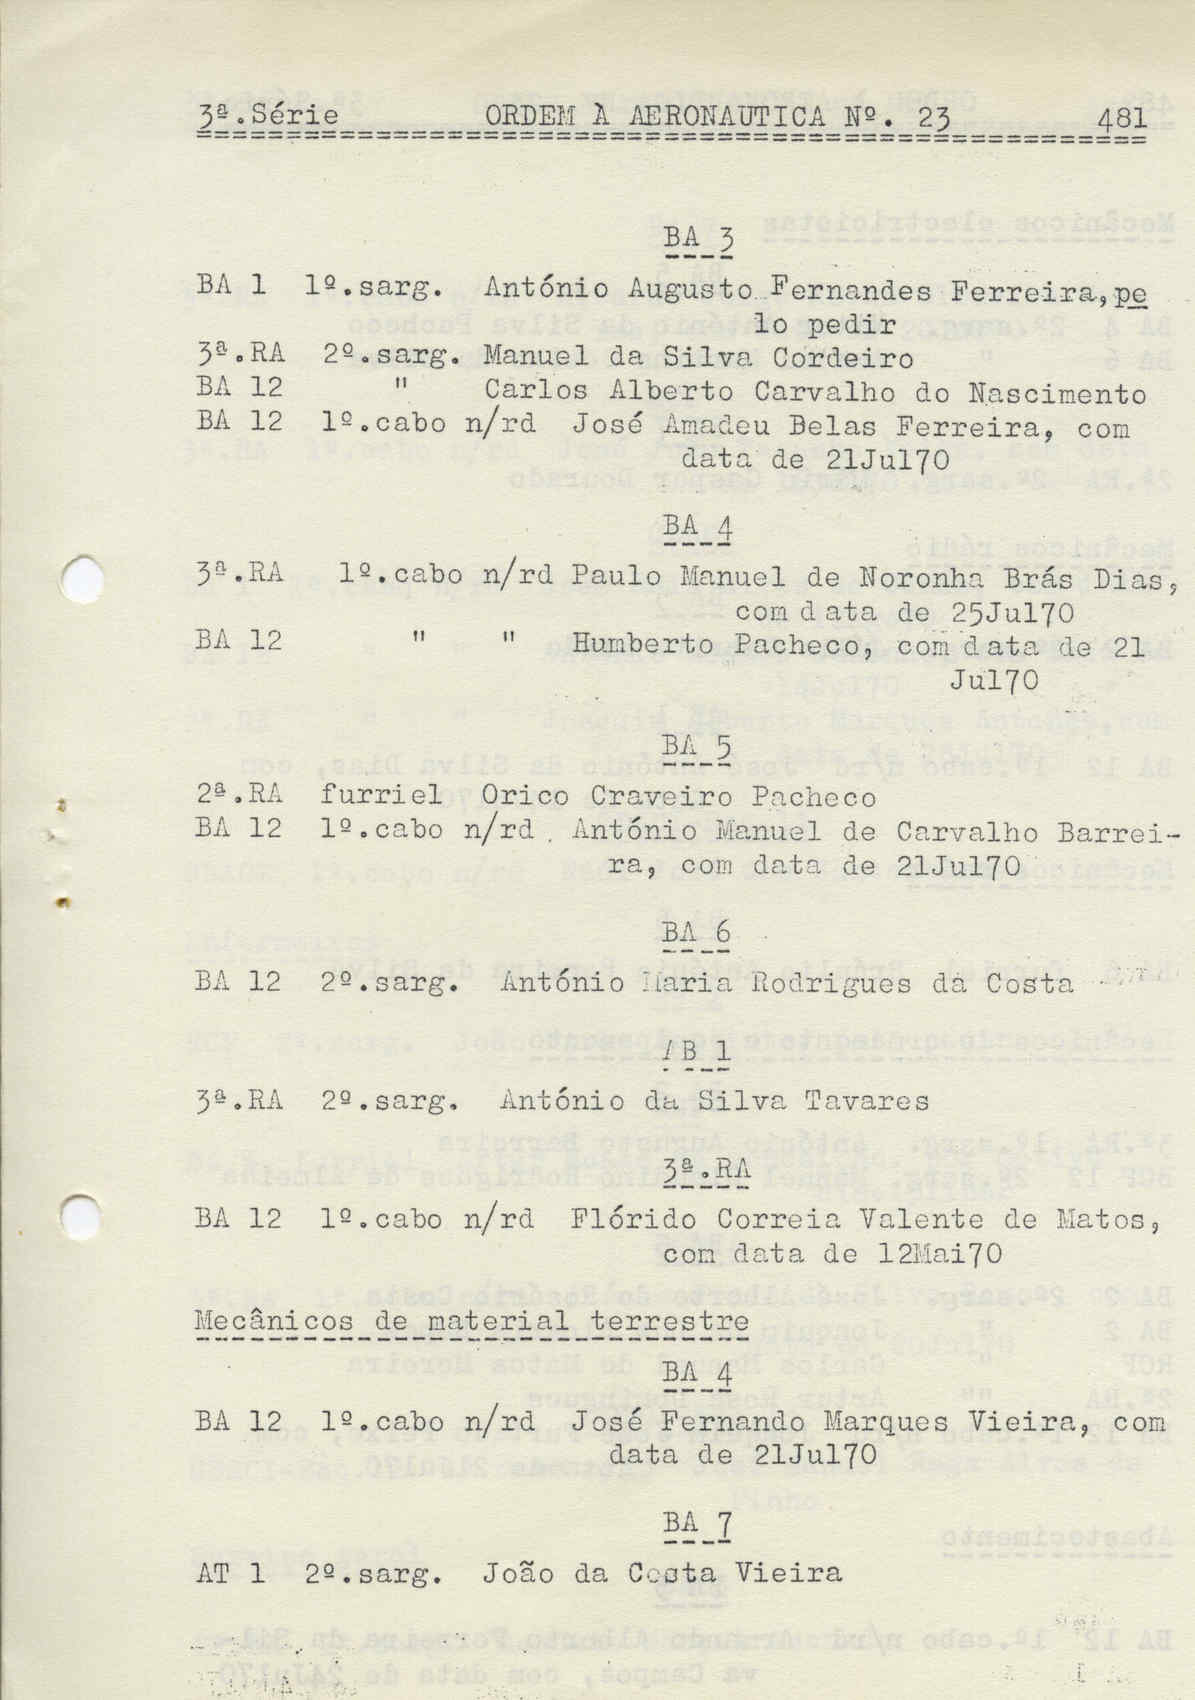 3ª.Série ORDEM À AERONAUTICA Nº. 23 481
BA 3
BA 1 1º.sarg. António Augusto Fernandes Ferreira, pe
lo pedir
3ª.RA 2º.sarg. Manuel da Silva Cordeiro
BA 12 " Carlos Alberto Carvalho do Nascimento
BA 12 1º.cabo n/rd José Amadeu Belas Ferreira, com
data de 21Jul70
BA 4
3ª.RA 1º.cabo n/rd Paulo Manuel de Noronha Brás Dias,
com data de 25Jul70
BA 12 " " Humberto Pacheco, com data de 21
Jul70
BA 5
2ª.RA furriel Orico Craveiro Pacheco
BA 12 1º.cabo n/rd. António Manuel de Carvalho Barrei-
ra, com data de 21Jul70
BA 6
BA 12 2º.sarg. António Maria Rodrigues da Costa
AB 1
3ª.RA 2º.sarg. António da Silva Tavares
3ª.RA
BA 12 1º.cabo n/rd Flórido Correia Valente de Matos,
com data de 12Mai70
Mecânicos de material terrestre
BA 4
BA 12 1º.cabo n/rd José Fernando Marques Vieira, com
data de 21Jul70
BA 7
AT 1 2º.sarg. João da Costa Vieira